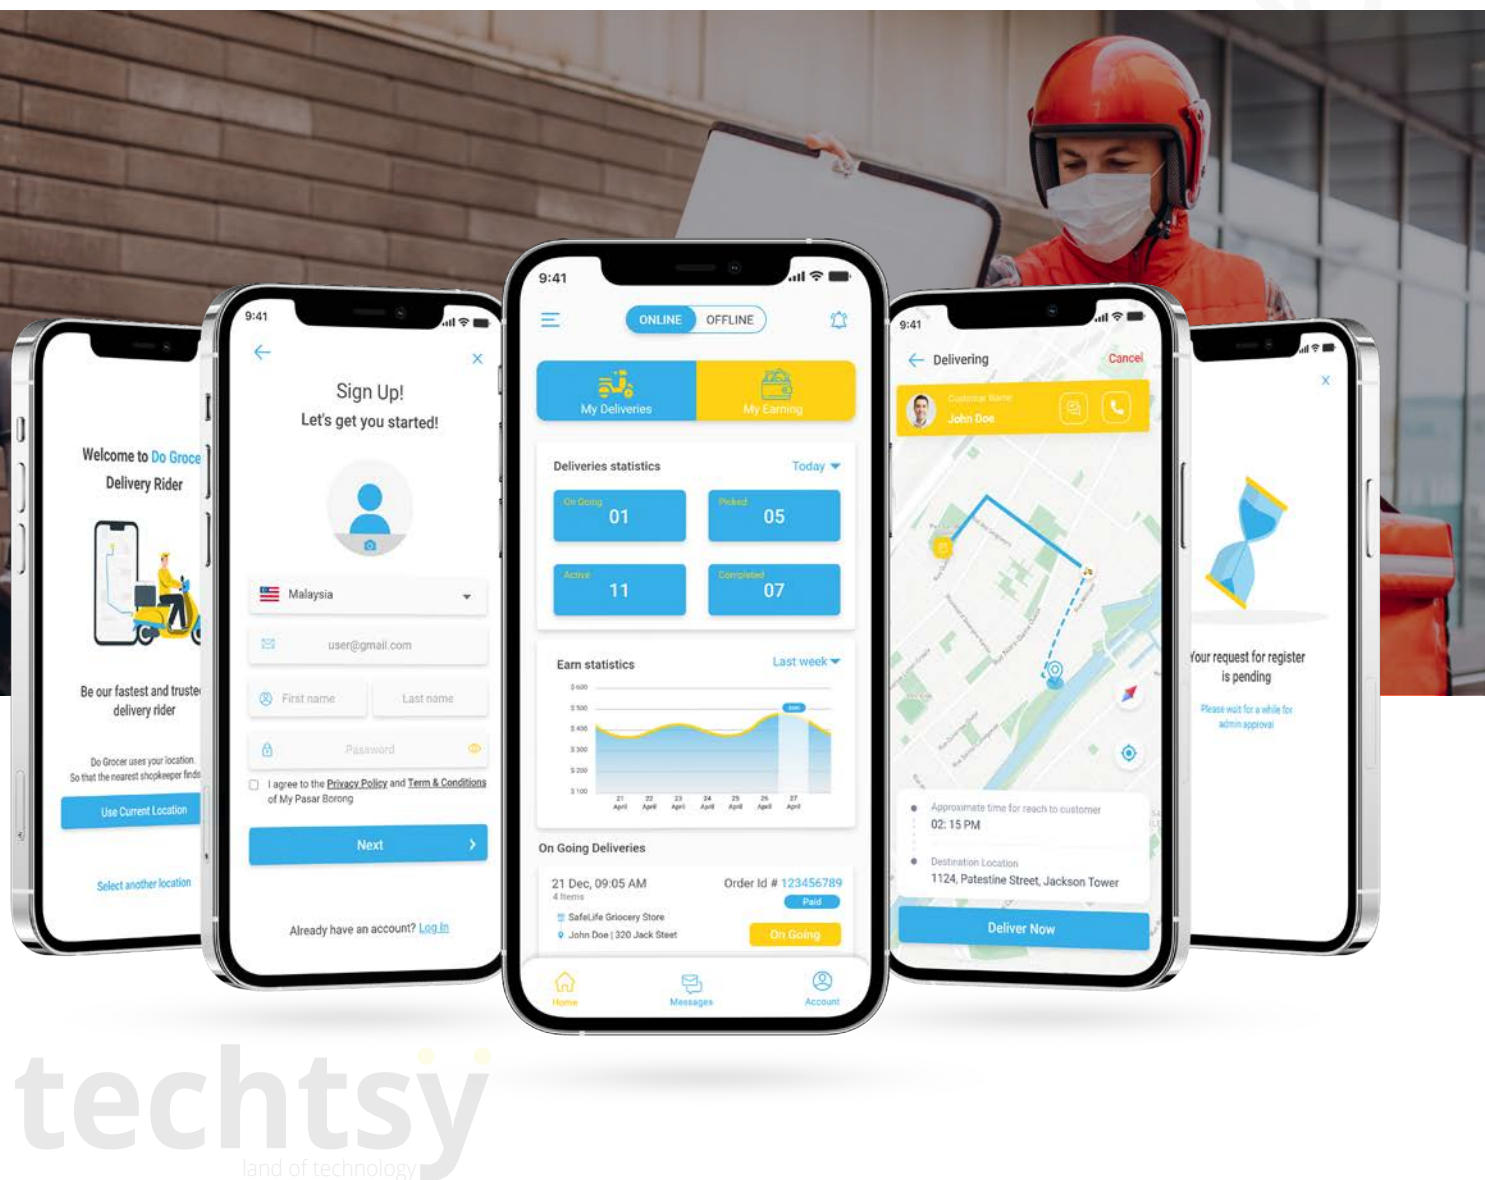 Welcome to Do Groce
Delivery Rider
Be our fastest and truste
delivery rider
Do Grocer uses your location.
So that the nearest shopkeeper finds
Use Current Location
Select another location
9:41
Sign Up!
Let's get you started!
Malaysia
user@gmail.com
First name
Last name
Password
I agree to the Privacy Policy and Term & Conditions
of My Pasar Borong
Next
Already have an account? Log In
9:41
ONLINE OFFLINE
My Deliveries
My Earning
Deliveries statistics
Today
On Going
01
Picked
05
Active
11
Completed
07
Earn statistics
Last week
$ 600
$ 500
$ 400
$ 300
$ 200
$ 100
21 April
22 April
23 April
24 April
25 April
26 April
27 April
On Going Deliveries
21 Dec, 09:05 AM
Order Id # 123456789
4 Items
Paid
SafeLife Griocery Store
John Doe | 320 Jack Steet
On Going
Home
Messages
Account
9:41
Delivering
Cancel
Customer Name
John Doe
Approximate time for reach to customer
02: 15 PM
Destination Location
1124, Patestine Street, Jackson Tower
Deliver Now
Your request for register
is pending
Please wait for a while for
admin approval
techtsy
land of technology